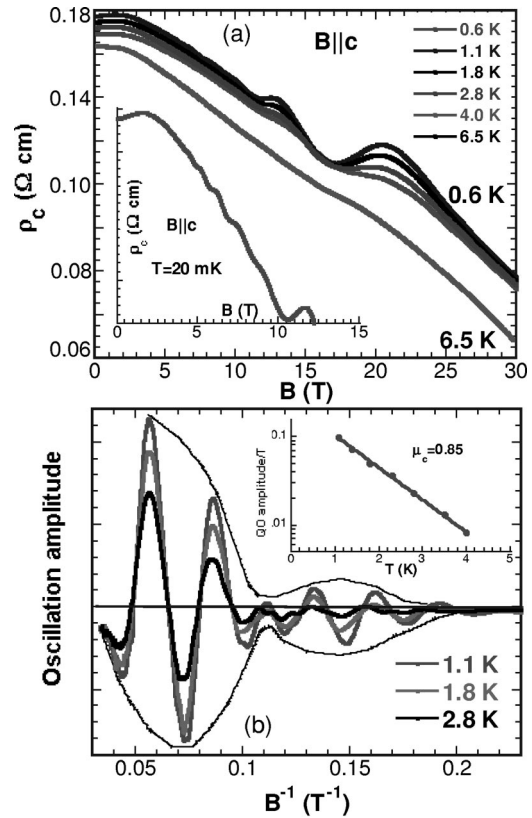 (a)
B||c
0.6 K
1.1 K
1.8 K
2.8 K
4.0 K
6.5 K
0.18
0.14
0.10
0.08
0.06
ρc (Ω cm)
ρc (Ω cm)
B||c
T=20 mK
B (T)
0 5 10 15
0.6 K
6.5 K
0 5 10 15 20 25 30
B (T)
Oscillation amplitude
QO amplitude/T
0.1
.01
μc=0.85
0 1 2 3 4 5
T (K)
(b)
1.1 K
1.8 K
2.8 K
0.05 0.1 0.15 0.2
B-1 (T-1)